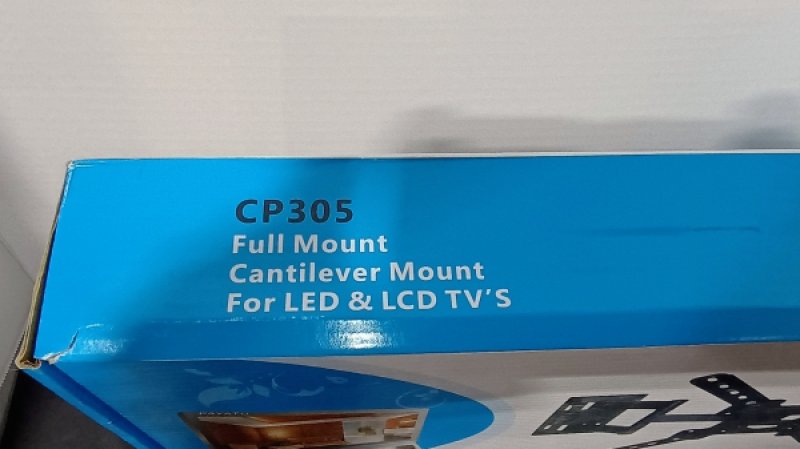 CP305
Full Mount
Cantilever Mount
For LED & LCD TV'S